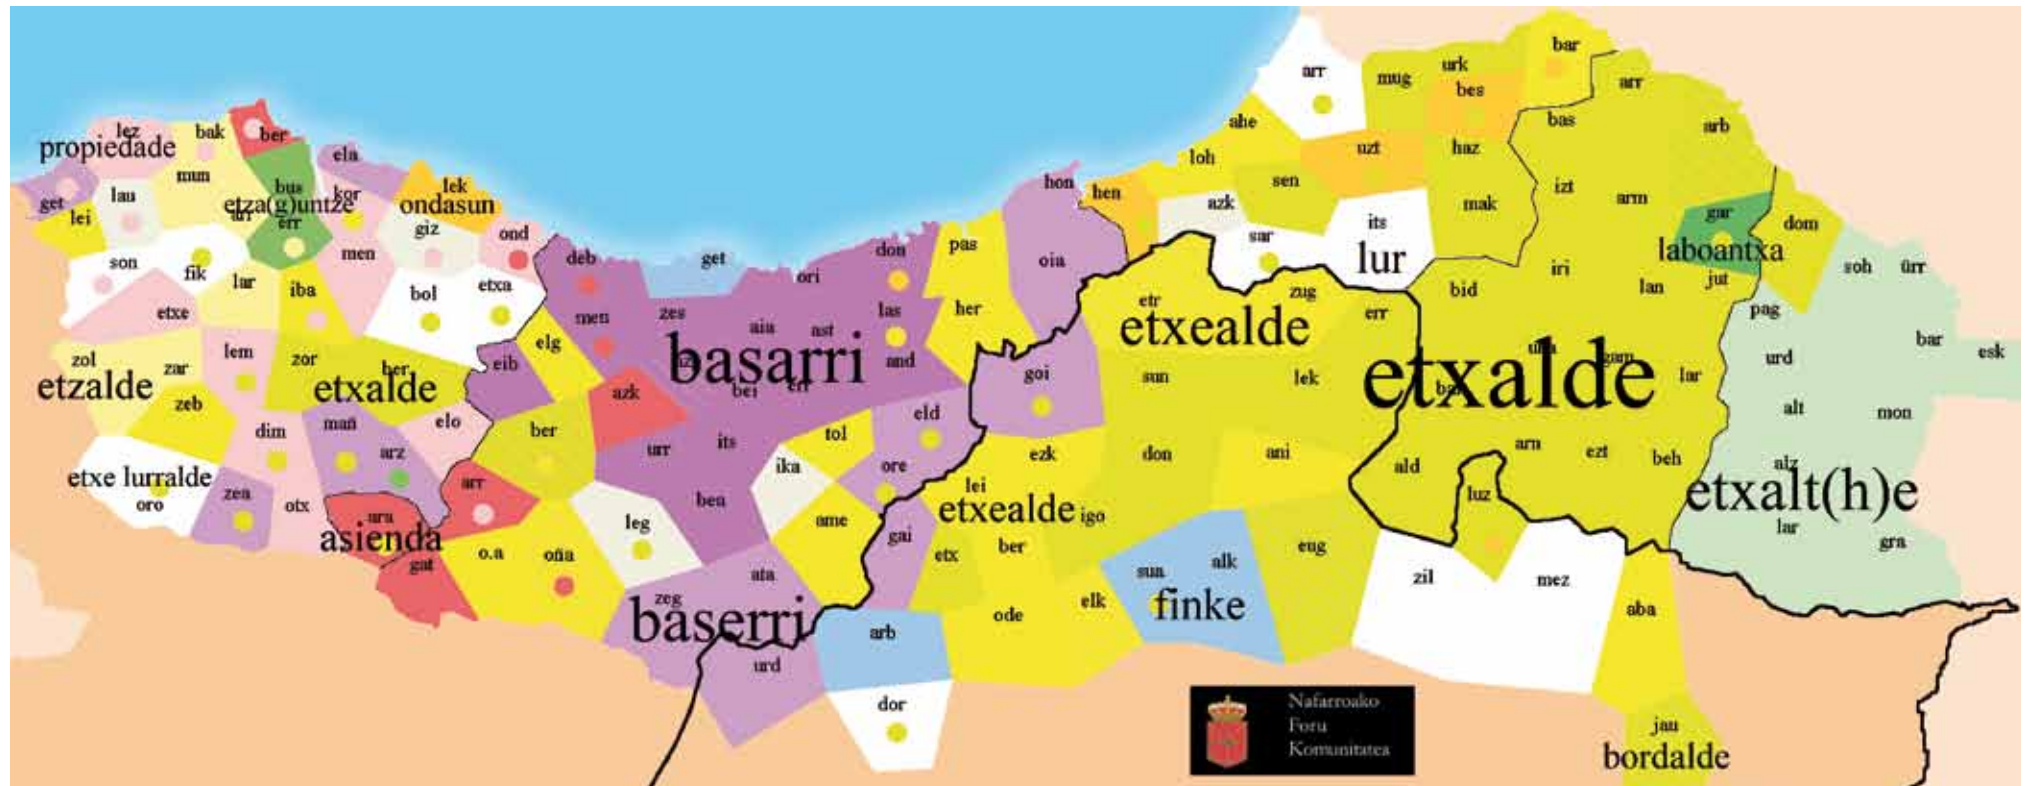 bar
urk
arr
mug
bes
arr
ahe
bas
arb
lez
bak
ber
propiedade
ela
loh
uzt
haz
mun
hon
hen
sen
izt
arm
get
lau
bus
kor
lek
etza(g)untze
ondasun
azk
mak
gar
lei
err
giz
ond
sar
its
dom
laboantxa
son
fik
men
deb
get
don
pas
oia
lur
iri
soh
ürr
lar
iba
bol
etxa
ori
etr
zug
bid
lan
jut
etxe
men
zes
aia
ast
las
her
etxealde
err
pag
bar
zol
zar
lem
zor
ber
eib
elg
basarri
bei
err
and
goi
sun
lek
etxalde
gam
lar
urd
esk
etzalde
etxalde
zeb
azk
alt
mon
dim
mañ
elo
ber
eld
arz
urr
its
tol
ezk
don
ani
ald
arn
ezt
beh
aiz
etxe lurralde
oro
zea
otx
arr
ika
ore
lei
luz
etxalt(h)e
ara
asienda
gat
leg
ben
ame
gai
etxealde
igo
lar
gra
o.a
oña
etx
ber
eug
ata
sua
alk
zil
mez
zeg
baserri
arb
ode
elk
finke
aba
urd
dor
Nafarroako
Foru
Komunitatea
jau
bordalde